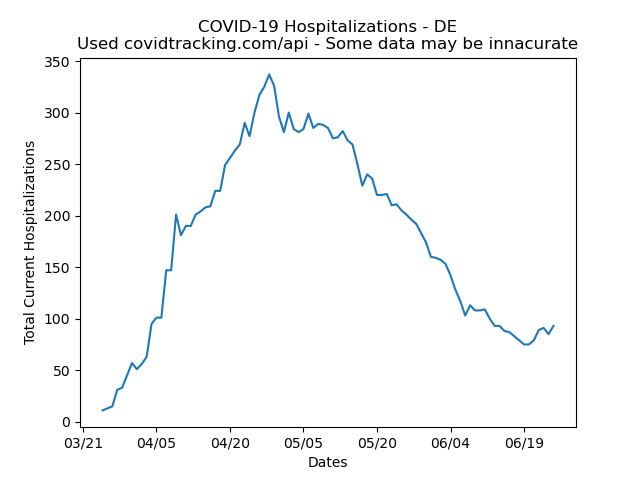 COVID-19 Hospitalizations - DE
Used covidtracking.com/api - Some data may be innacurate
350
300
250
200
150
100
50
0
Total Current Hospitalizations
03/21 04/05 04/20 05/05 05/20 06/04 06/19
Dates